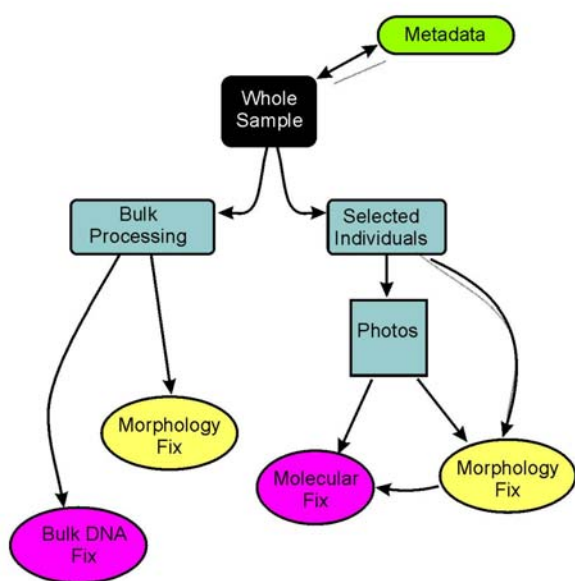 Metadata
Whole
Sample
Bulk
Processing
Selected
Individuals
Photos
Morphology
Fix
Molecular
Fix
Morphology
Fix
Bulk DNA
Fix